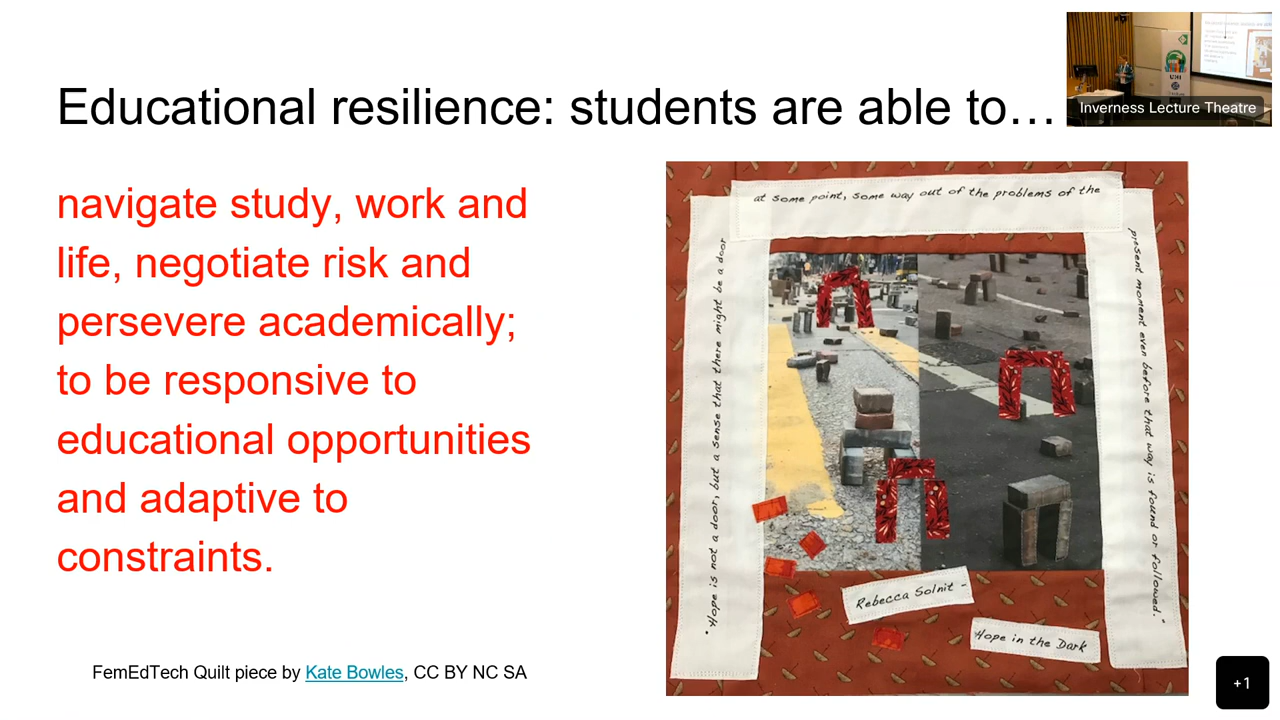 Educational resilience: students are able to…
Inverness Lecture Theatre
navigate study, work and
life, negotiate risk and
persevere academically;
to be responsive to
educational opportunities
and adaptive to
constraints.
"Hope is not a door, but a sense that there might be a door
at some point, some way out of the problems of the
present moment even before that way is found or followed."
Rebecca Solnit -
Hope in the Dark
FemEdTech Quilt piece by Kate Bowles, CC BY NC SA
+1